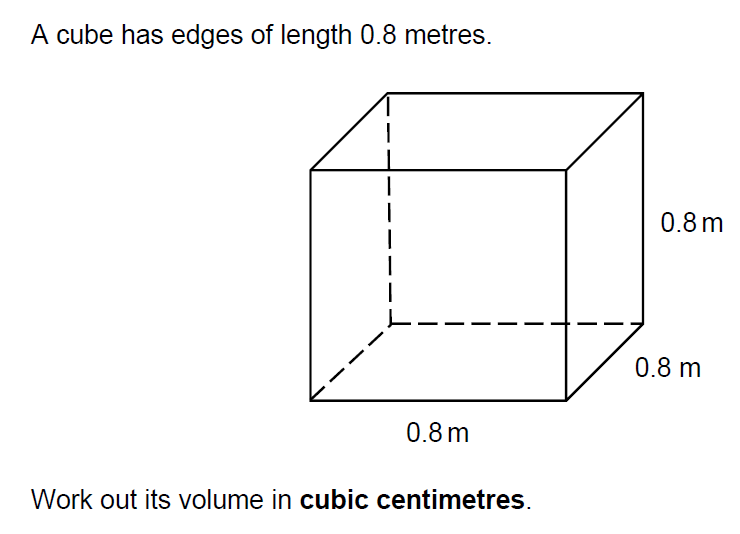 A cube has edges of length 0.8 metres.
0.8 m
0.8 m
0.8 m
Work out its volume in cubic centimetres.